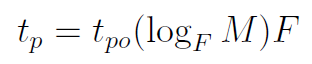 t_p = t_{po}(log_F M)F